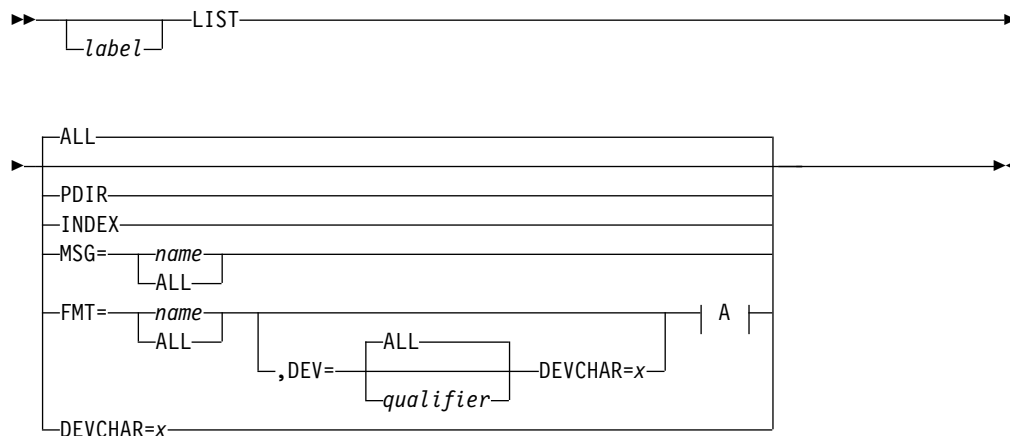 LIST
label
ALL
PDIR
INDEX
MSG= name
ALL
FMT= name A
ALL ALL
,DEV= DEVCHAR=x
qualifier
DEVCHAR=x